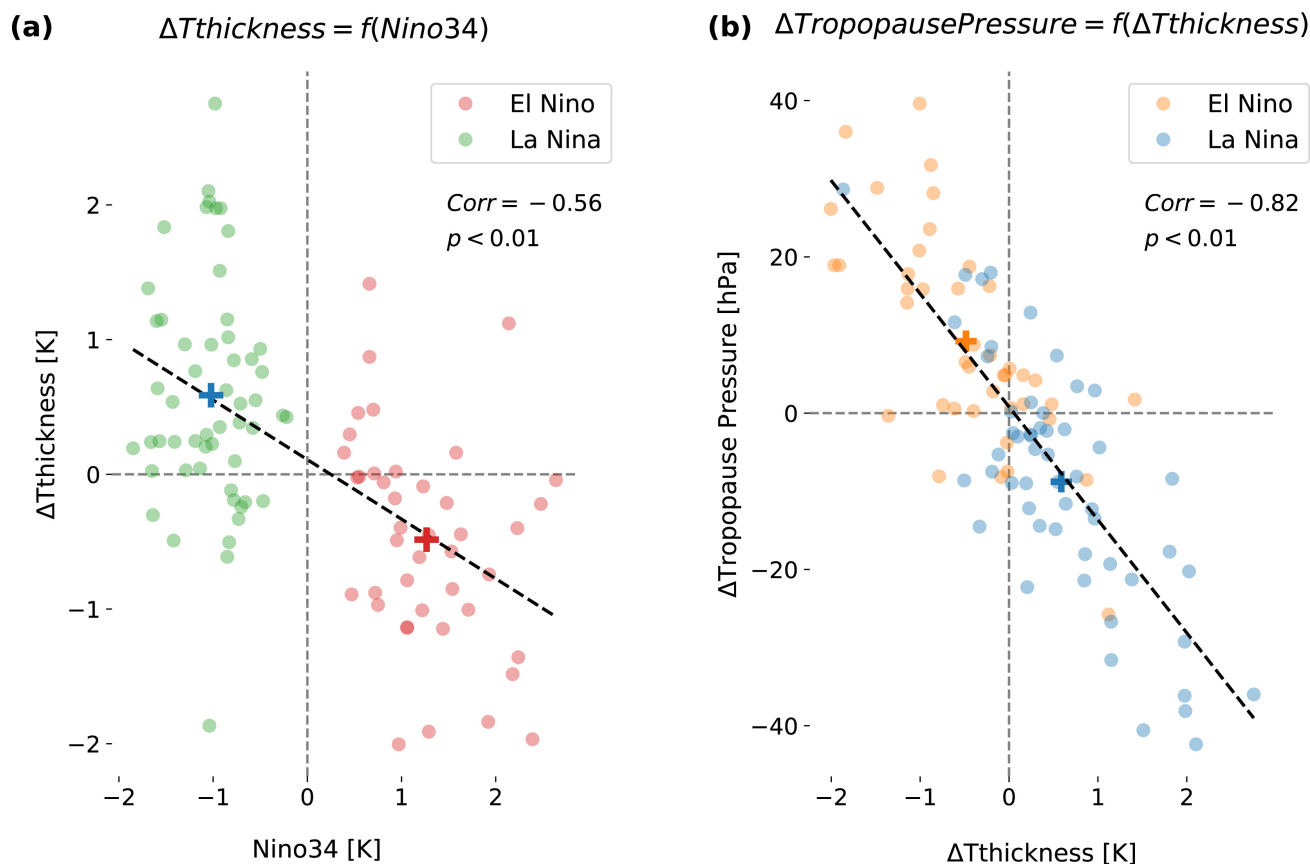 (a) ΔTthickness = f(Nino34)
El Nino
La Nina
Corr = −0.56
p < 0.01
ΔTthickness [K]
2
1
0
−1
−2
−2 −1 0 1 2
Nino34 [K]
(b) ΔTropopausePressure = f(ΔTthickness)
El Nino
La Nina
Corr = −0.82
p < 0.01
ΔTropopause Pressure [hPa]
40
20
0
−20
−40
−2 −1 0 1 2
ΔTthickness [K]